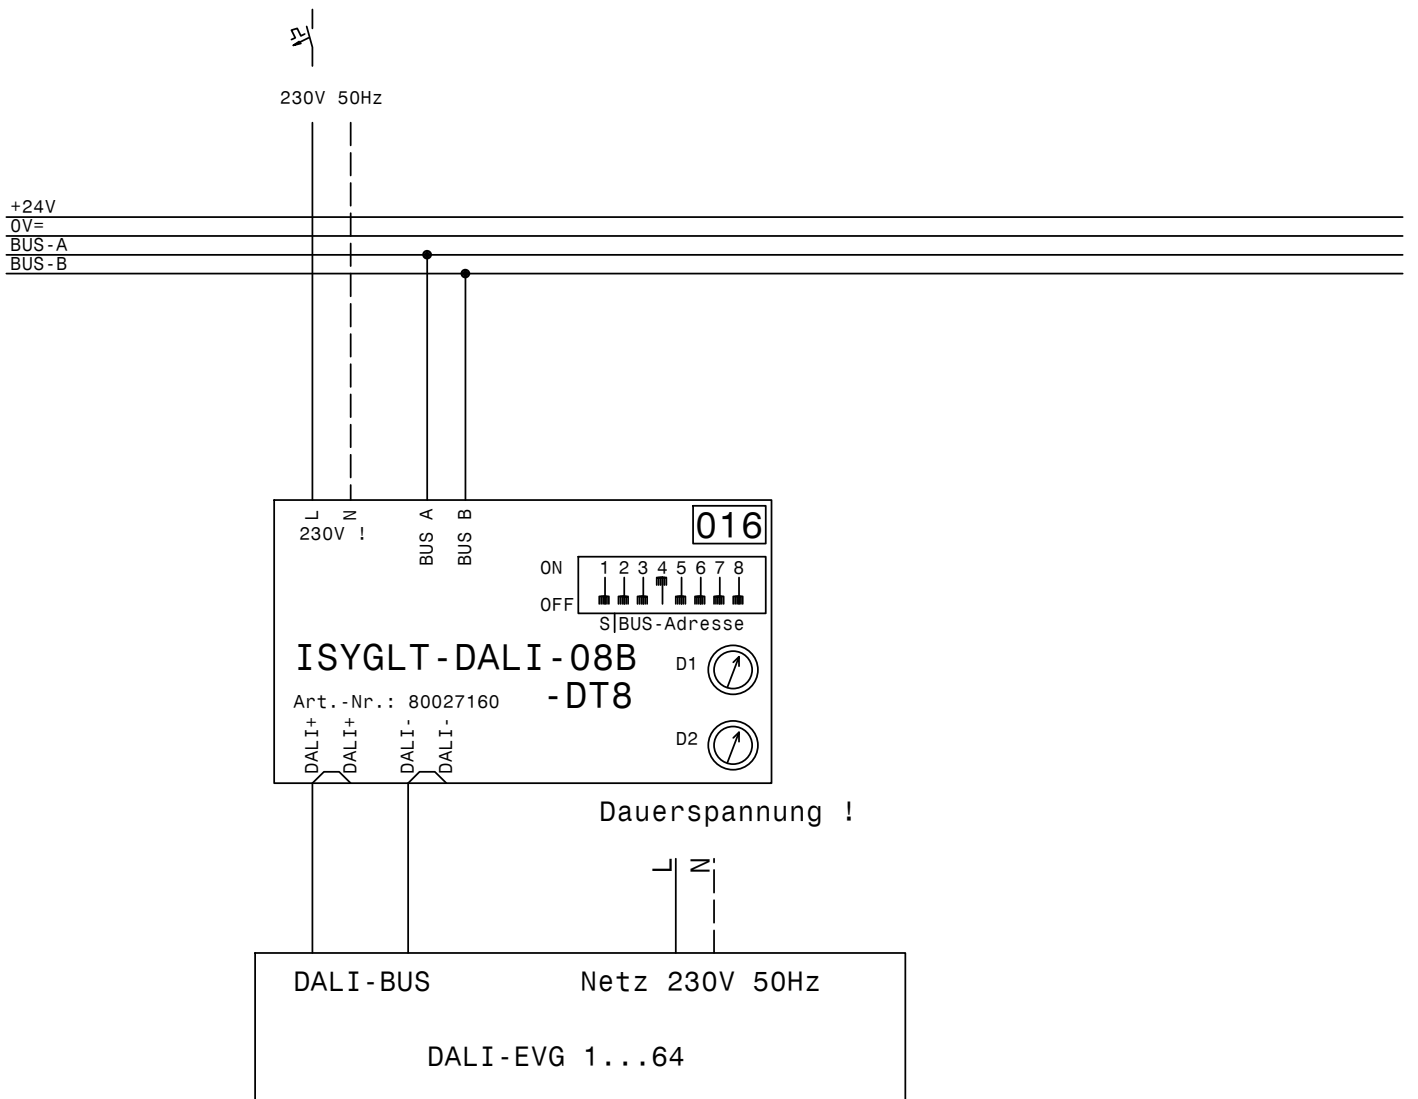 230V 50Hz
+24V
0V=
BUS-A
BUS-B
L N BUS A BUS B
230V !
016
ON 1 2 3 4 5 6 7 8
OFF
S|BUS-Adresse
ISYGLT-DALI-08B
-DT8
D1
Art.-Nr.: 80027160
D2
DALI+ DALI+ DALI- DALI-
Dauerspannung !
L N
DALI-BUS Netz 230V 50Hz
DALI-EVG 1...64